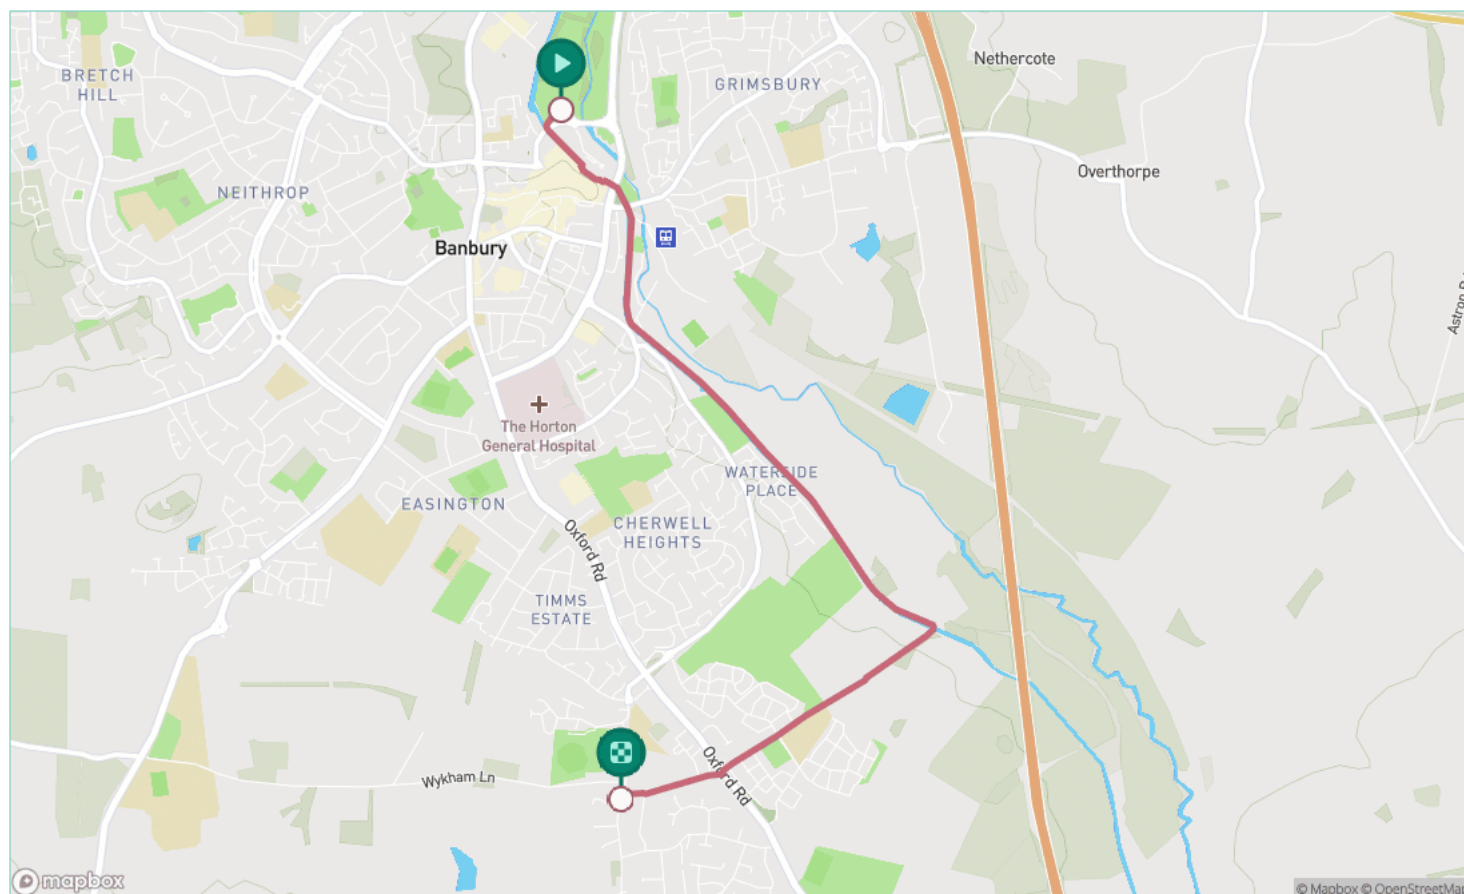 Nethercote
BRETCH
HILL
GRIMSBURY
Overthorpe
NEITHROP
Banbury
The Horton
General Hospital
WATERSIDE
PLACE
EASINGTON
CHERWELL
HEIGHTS
Oxford Rd
TIMMS
ESTATE
Oxford Rd
Wykham Ln
mapbox
© Mapbox © OpenStreetMap